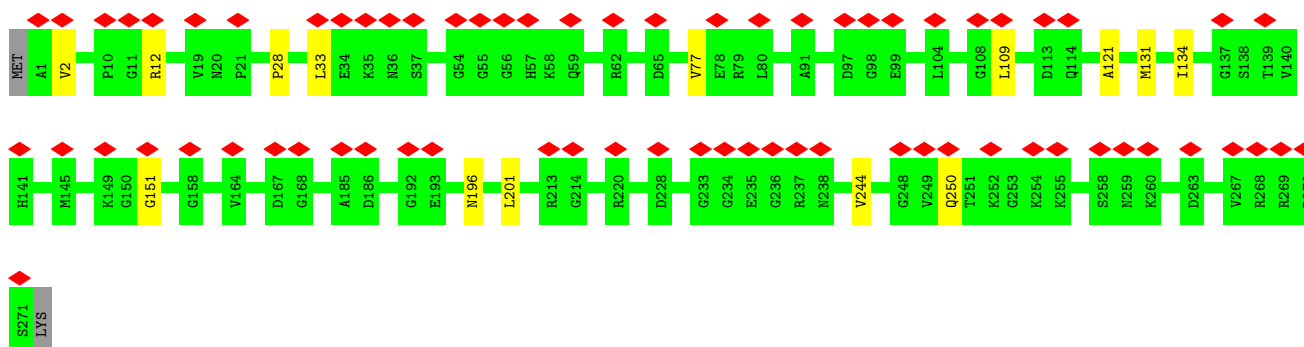 MET A1 V2 P10 G11 R12 V19 N20 P21 P28 L33 E34 K35 N36 S37 G54 G55 G56 H57 K58 Q59 R62 D65 V77 E78 R79 L80 A91 D97 G98 E99 L104 G108 L109 D113 Q114 A121 M131 I134 G137 S138 T139 V140
H141 M145 K149 G150 G151 G158 V164 D167 G168 A185 D186 G192 E193 N196 L201 R213 G214 R220 D228 G233 G234 E235 G236 R237 N238 V244 G248 V249 Q250 T251 K252 G253 K254 K255 S258 N259 K260 D263 V267 R268 R269
S271 LYS